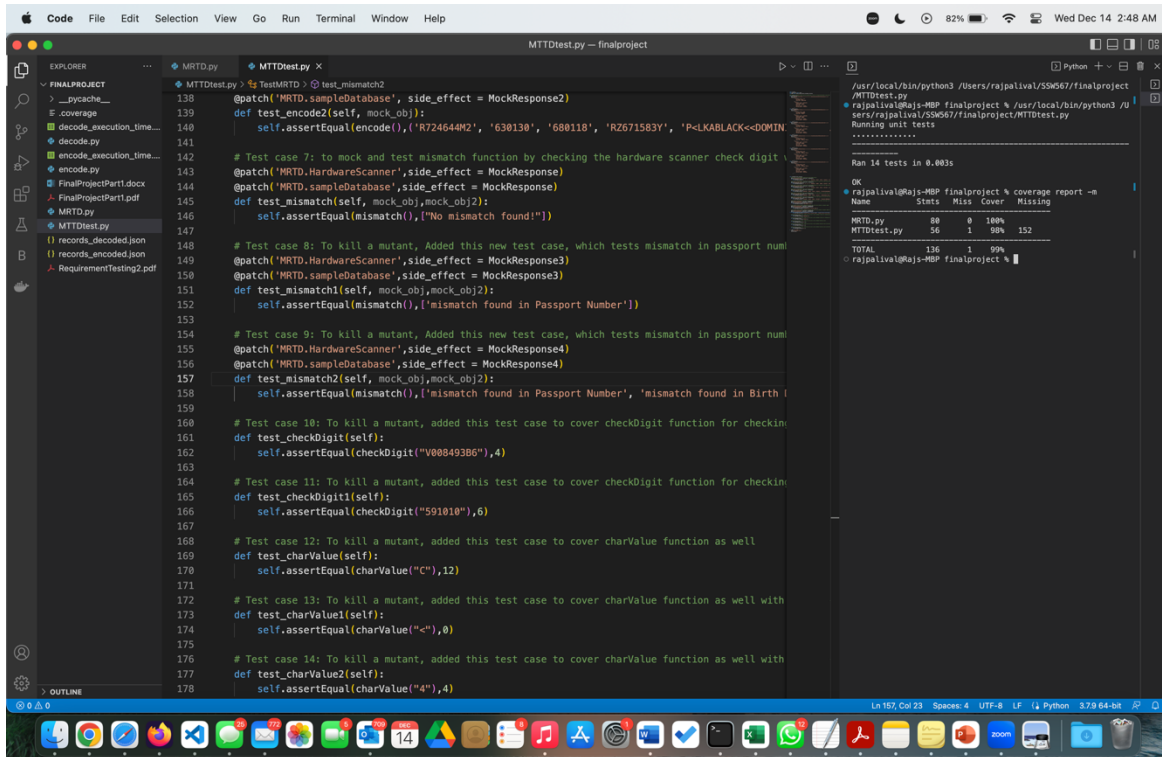 Code File Edit Selection View Go Run Terminal Window Help
82% Wed Dec 14 2:48 AM
MTTDtest.py — finalproject
EXPLORER
MRTD.py
MTTDtest.py
Python
FINALPROJECT
__pycache__
.coverage
decode_execution_time....
decode.py
encode_execution_time....
encode.py
FinalProjectPart1.docx
FinalProjectPart1.pdf
MRTD.py
MTTDtest.py
records_decoded.json
records_encoded.json
RequirementTesting2.pdf
OUTLINE
MTTDtest.py > TestMRTD > test_mismatch2
138 @patch('MRTD.sampleDatabase', side_effect = MockResponse2)
139 def test_encode2(self, mock_obj):
140 self.assertEqual(encode(),('R724644M2', '630130', '680118', 'RZ671583Y', 'P<LKABLACK<<DOMIN
141
142 # Test case 7: to mock and test mismatch function by checking the hardware scanner check digit
143 @patch('MRTD.HardwareScanner',side_effect = MockResponse)
144 @patch('MRTD.sampleDatabase',side_effect = MockResponse)
145 def test_mismatch(self, mock_obj,mock_obj2):
146 self.assertEqual(mismatch(),["No mismatch found!"])
147
148 # Test case 8: To kill a mutant, Added this new test case, which tests mismatch in passport num
149 @patch('MRTD.HardwareScanner',side_effect = MockResponse3)
150 @patch('MRTD.sampleDatabase',side_effect = MockResponse3)
151 def test_mismatch1(self, mock_obj,mock_obj2):
152 self.assertEqual(mismatch(),['mismatch found in Passport Number'])
153
154 # Test case 9: To kill a mutant, Added this new test case, which tests mismatch in passport num
155 @patch('MRTD.HardwareScanner',side_effect = MockResponse4)
156 @patch('MRTD.sampleDatabase',side_effect = MockResponse4)
157 def test_mismatch2(self, mock_obj,mock_obj2):
158 self.assertEqual(mismatch(),['mismatch found in Passport Number', 'mismatch found in Birth
159
160 # Test case 10: To kill a mutant, added this test case to cover checkDigit function for checking
161 def test_checkDigit(self):
162 self.assertEqual(checkDigit("V008493B6"),4)
163
164 # Test case 11: To kill a mutant, added this test case to cover checkDigit function for checking
165 def test_checkDigit1(self):
166 self.assertEqual(checkDigit("591010"),6)
167
168 # Test case 12: To kill a mutant, added this test case to cover charValue function as well
169 def test_charValue(self):
170 self.assertEqual(charValue("C"),12)
171
172 # Test case 13: To kill a mutant, added this test case to cover charValue function as well with
173 def test_charValue1(self):
174 self.assertEqual(charValue("<"),0)
175
176 # Test case 14: To kill a mutant, added this test case to cover charValue function as well with
177 def test_charValue2(self):
178 self.assertEqual(charValue("4"),4)
/usr/local/bin/python3 /Users/rajpalival/SSW567/finalproject
/MTTDtest.py
rajpalival@Rajs-MBP finalproject % /usr/local/bin/python3 /U
sers/rajpalival/SSW567/finalproject/MTTDtest.py
Running unit tests
..............
----------------------------------------------------------------------
Ran 14 tests in 0.003s

OK
rajpalival@Rajs-MBP finalproject % coverage report -m
Name Stmts Miss Cover Missing
MRTD.py 80 0 100%
MTTDtest.py 56 1 98% 152
TOTAL 136 1 99%
rajpalival@Rajs-MBP finalproject %
0 0
Ln 157, Col 23 Spaces: 4 UTF-8 LF Python 3.7.9 64-bit
25 772 5 709 DEC 14 8 1 12 zoom